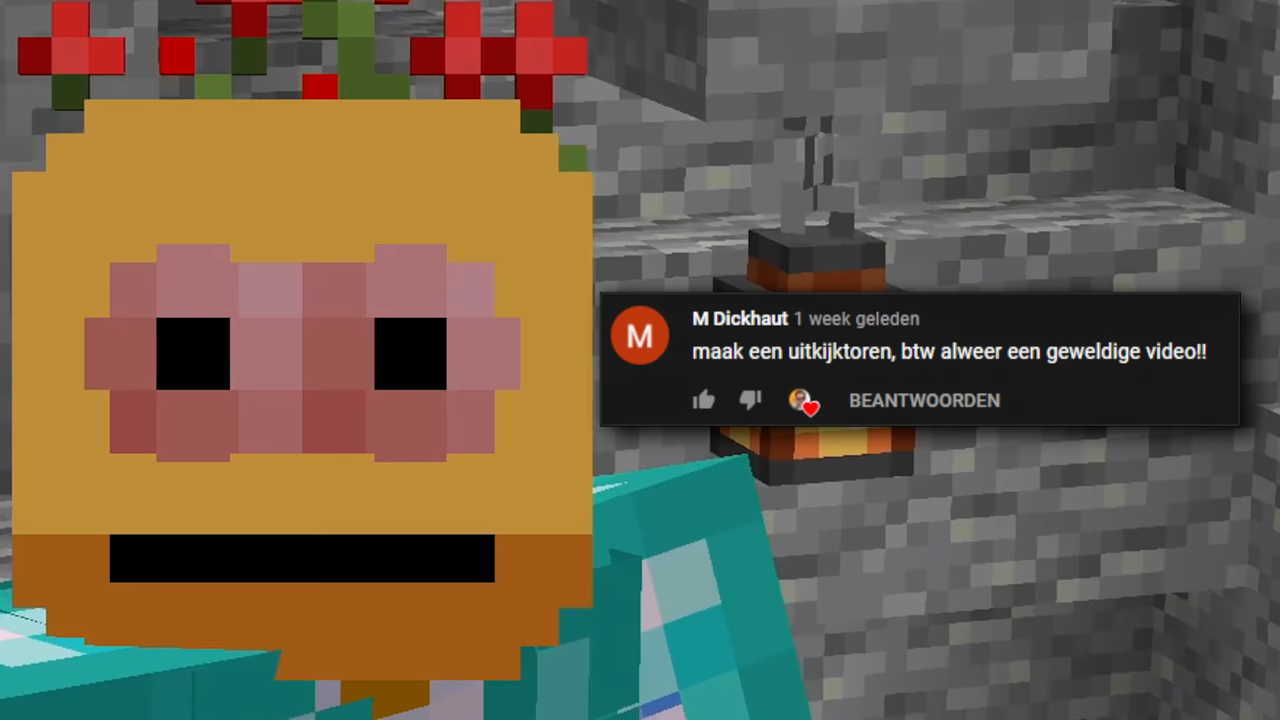 M
M Dickhaut 1 week geleden
maak een uitkijktoren, btw alweer een geweldige video!!
BEANTWOORDEN